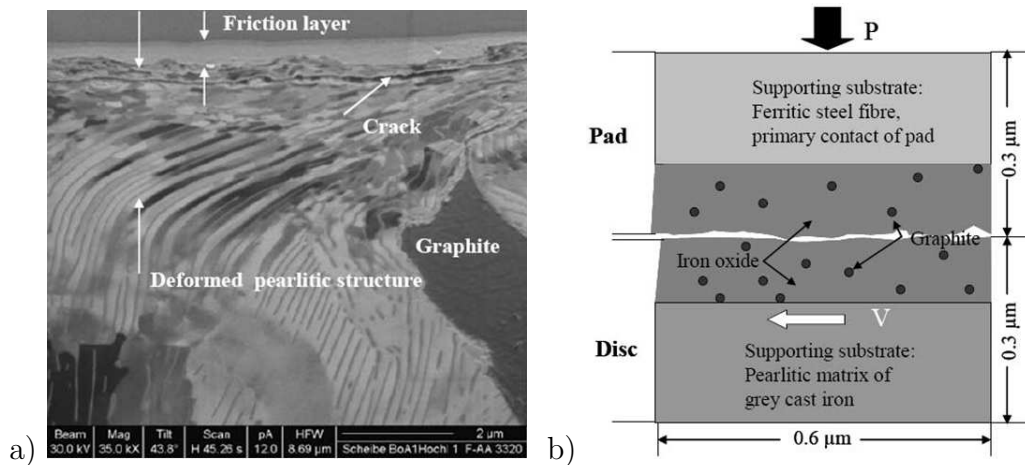 Friction layer
Crack
Graphite
Deformed pearlitic structure
Beam Mag Tilt Scan pA HFW 2 µm
30.0 kV 35.0 kX 43.8° H 45.26 s 12.0 8.69 µm Scheibe BoA1Hochl 1 F-AA 3320
a)
P
Supporting substrate:
Ferritic steel fibre,
primary contact of pad
Pad
0.3 µm
Graphite
Iron oxide
V
Disc
Supporting substrate:
Pearlitic matrix of
grey cast iron
0.3 µm
0.6 µm
b)